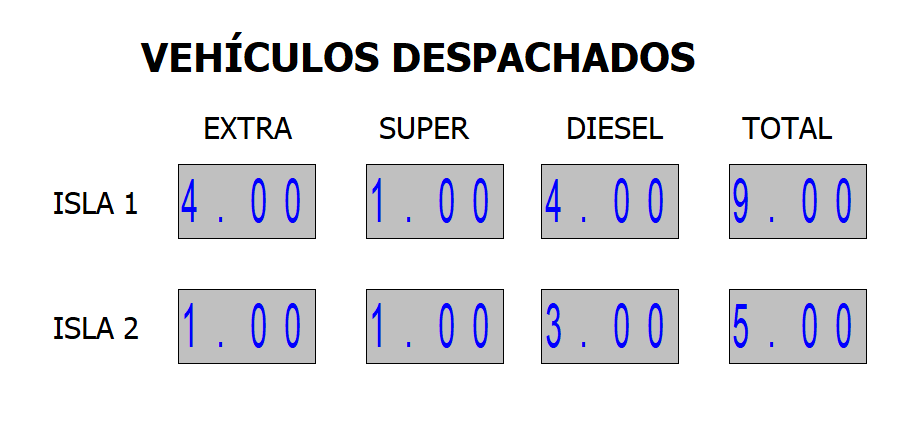 VEHÍCULOS DESPACHADOS
EXTRA SUPER DIESEL TOTAL
ISLA 1 4.00 1.00 4.00 9.00
ISLA 2 1.00 1.00 3.00 5.00